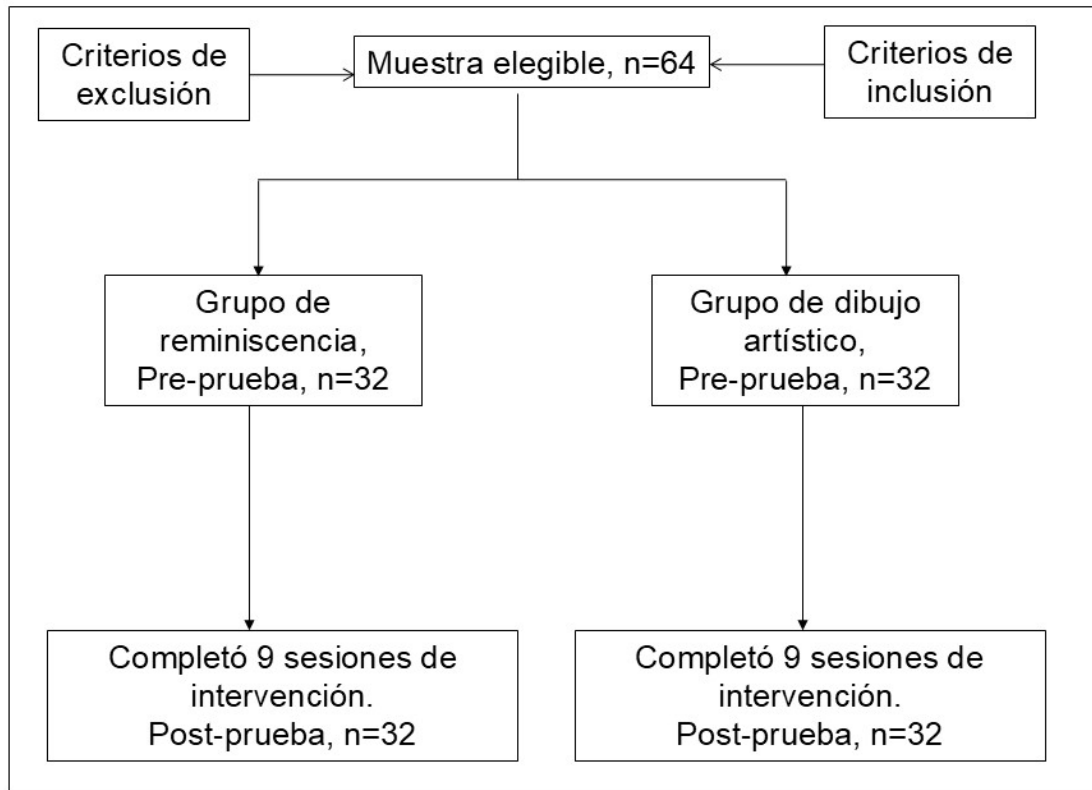 Criterios de
exclusión
Muestra elegible, n=64
Criterios de
inclusión
Grupo de
reminiscencia,
Pre-prueba, n=32
Grupo de dibujo
artístico,
Pre-prueba, n=32
Completó 9 sesiones de
intervención.
Post-prueba, n=32
Completó 9 sesiones de
intervención.
Post-prueba, n=32